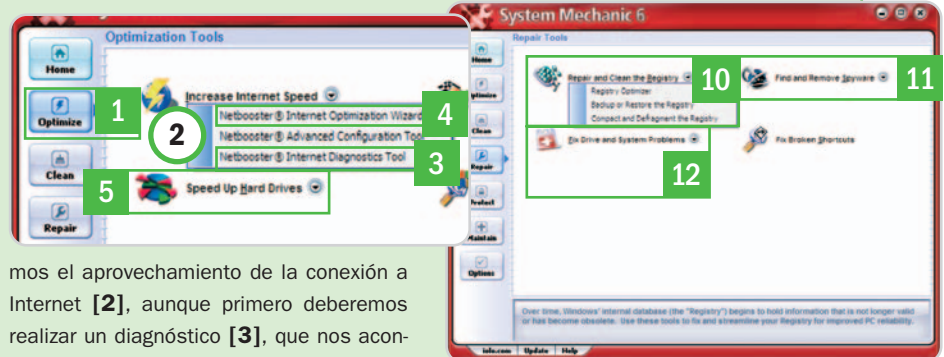 Optimization Tools
Home
Optimize
Clean
Repair
1
Increase Internet Speed
Netbooster® Internet Optimization Wizard
4
2
Netbooster® Advanced Configuration Tool
Netbooster® Internet Diagnostics Tool
3
5
Speed Up Hard Drives
mos el aprovechamiento de la conexión a
Internet [2], aunque primero deberemos
realizar un diagnóstico [3], que nos acon-
System Mechanic 6
Repair Tools
Home
Optimize
Clean
Repair
Protect
Maintain
Options
Repair and Clean the Registry
10
Registry Optimizer
Backup or Restore the Registry
Compact and Defragment the Registry
Find and Remove Spyware
11
Fix Drive and System Problems
12
Fix Broken Shortcuts
Over time, Windows' internal database (the "Registry") begins to hold information that is not longer valid
or has become obsolete. Use these tools to fix and streamline your Registry for improved PC reliability.
iolo.com Update Help